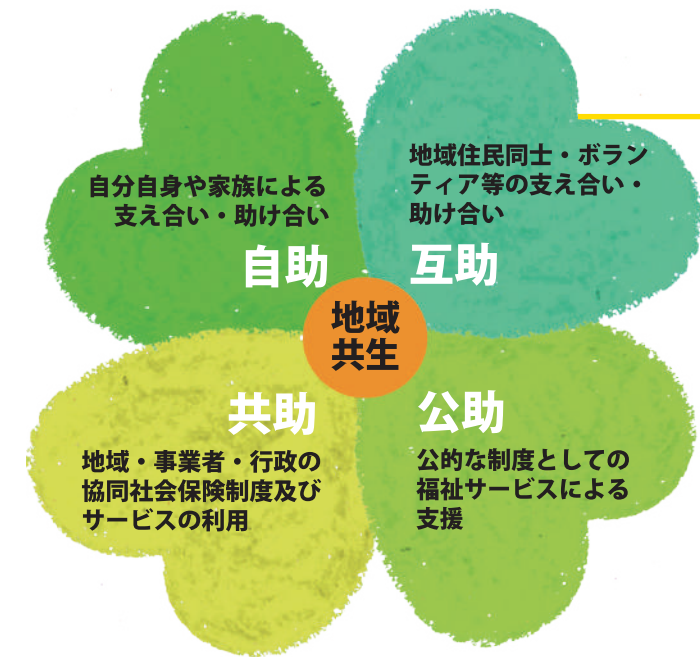 自分自身や家族による
支え合い・助け合い
自助
地域住民同士・ボラン
ティア等の支え合い・
助け合い
互助
地域
共生
共助
地域・事業者・行政の
協同社会保険制度及び
サービスの利用
公助
公的な制度としての
福祉サービスによる
支援